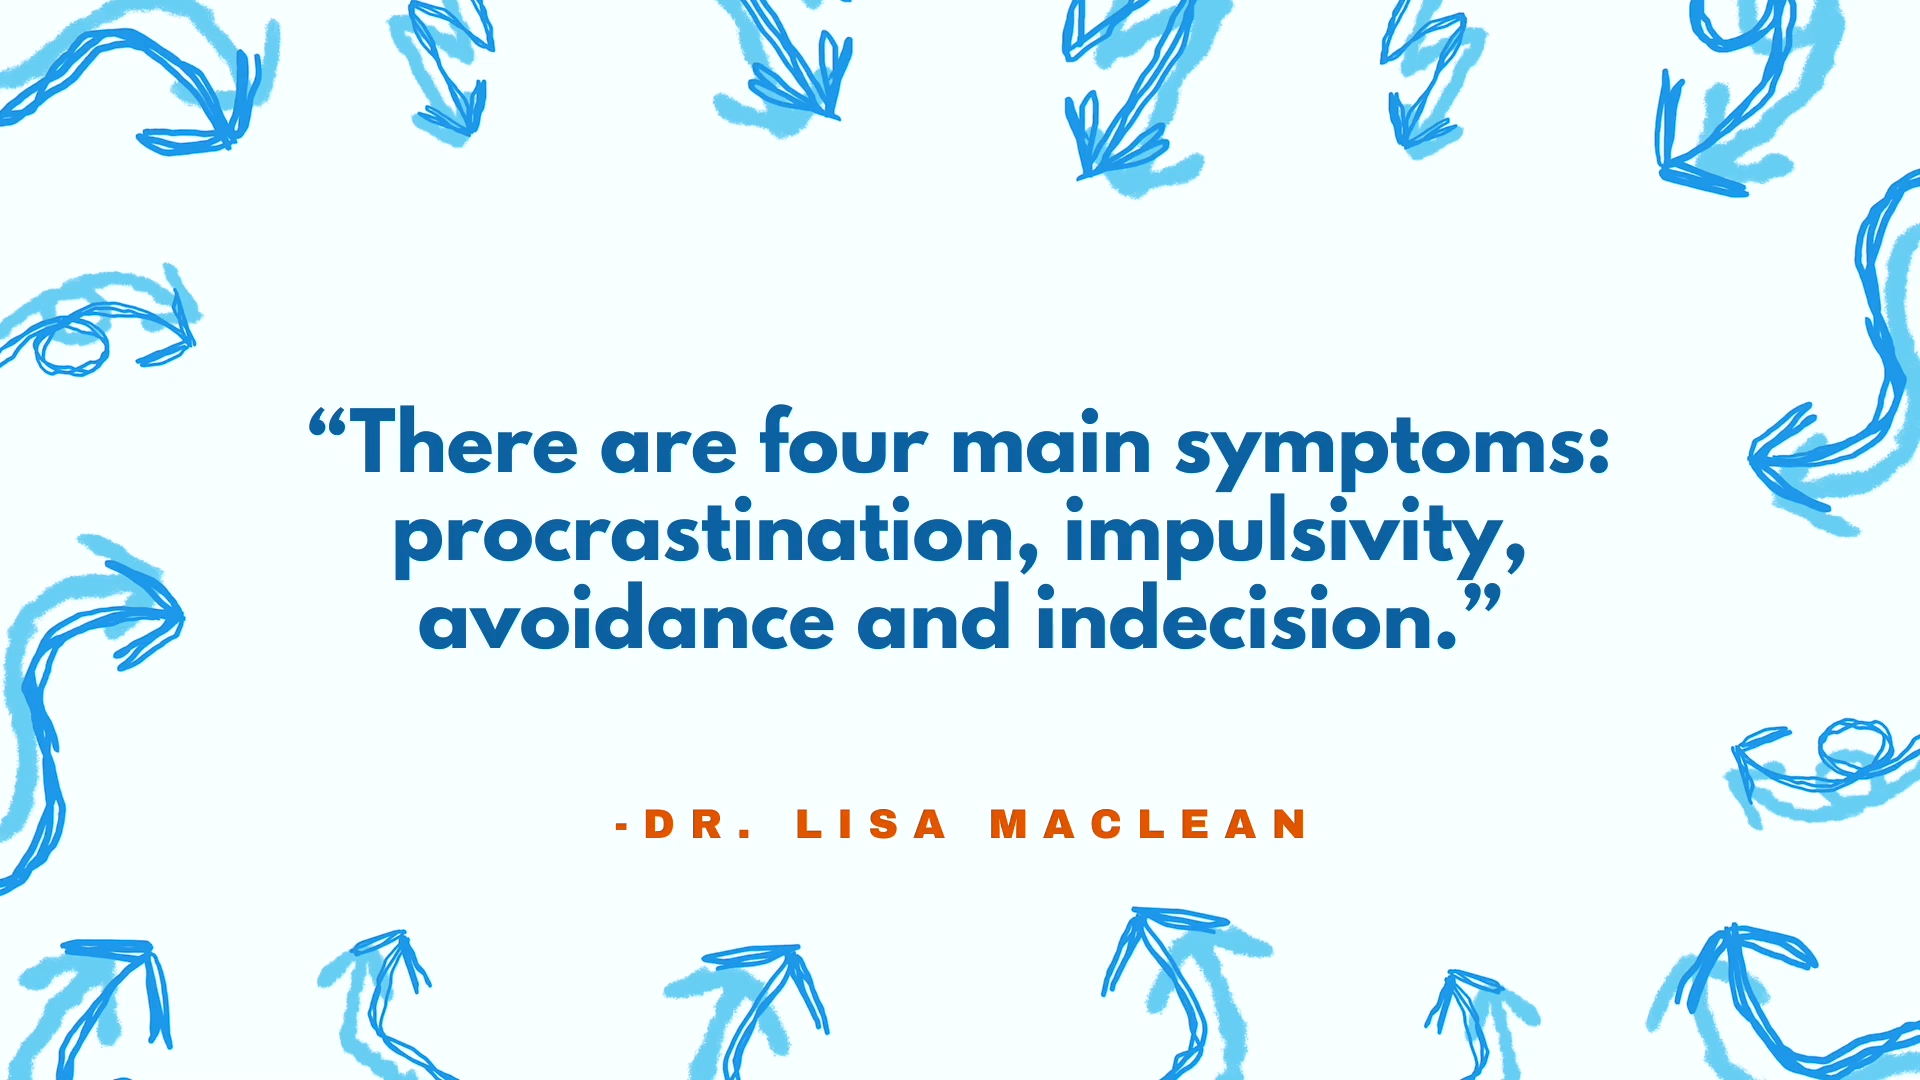 “There are four main symptoms:
procrastination, impulsivity,
avoidance and indecision.”
-DR. LISA MACLEAN